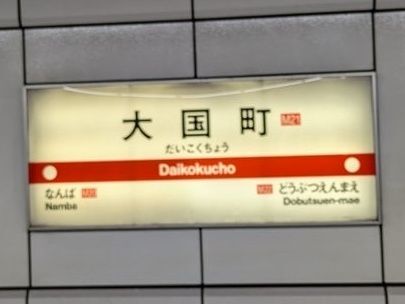 大国町 M21
だいこくちょう
Daikokucho
なんば M20 M22 どうぶつえんまえ
Namba Dobutsuen-mae